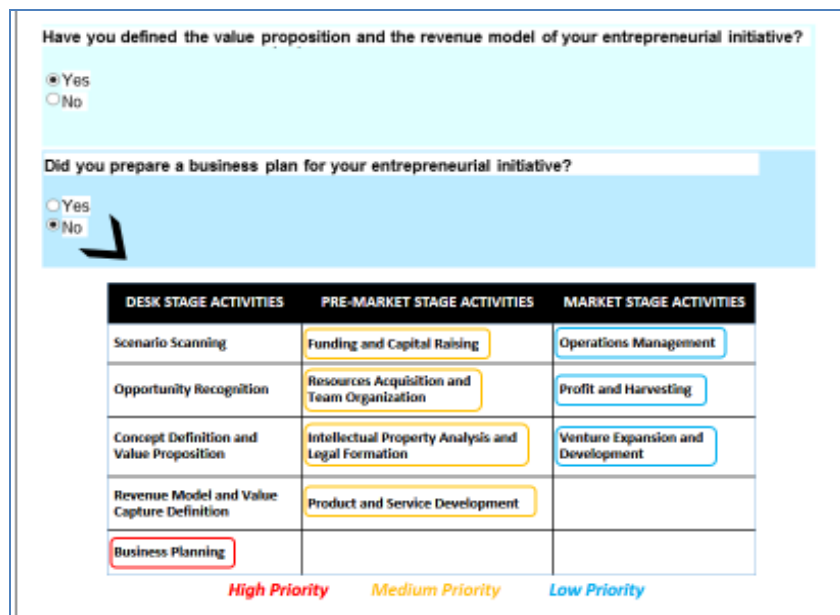 Have you defined the value proposition and the revenue model of your entrepreneurial initiative?
Yes
No
Did you prepare a business plan for your entrepreneurial initiative?
Yes
No
DESK STAGE ACTIVITIES PRE-MARKET STAGE ACTIVITIES MARKET STAGE ACTIVITIES
Scenario Scanning Funding and Capital Raising Operations Management
Opportunity Recognition Resources Acquisition and
Team Organization Profit and Harvesting
Concept Definition and
Value Proposition Intellectual Property Analysis and
Legal Formation Venture Expansion and
Development
Revenue Model and Value
Capture Definition Product and Service Development
Business Planning
High Priority Medium Priority Low Priority